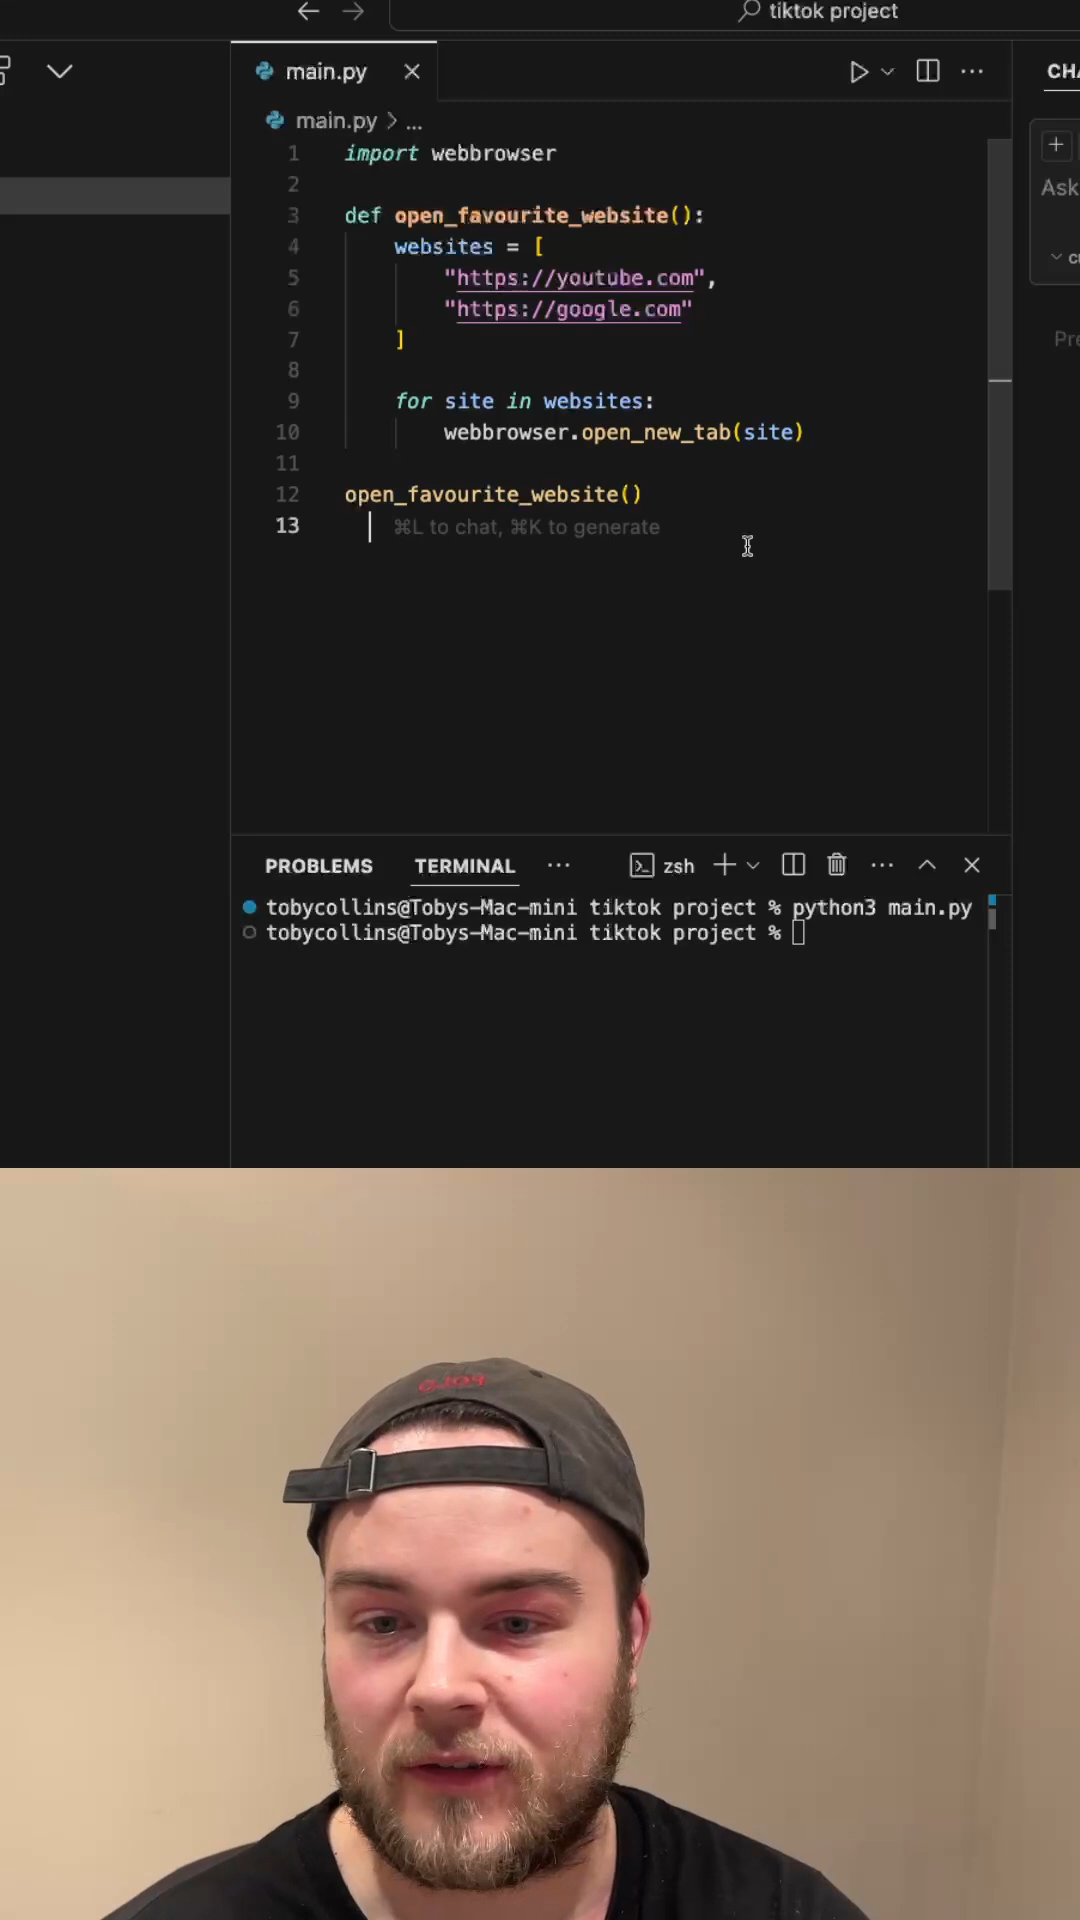 tiktok project
main.py
CHA
main.py > ...
1 import webbrowser
2
3 def open_favourite_website():
4 websites = [
5 "https://youtube.com",
6 "https://google.com"
7 ]
8
9 for site in websites:
10 webbrowser.open_new_tab(site)
11
12 open_favourite_website()
13 ⌘L to chat, ⌘K to generate
Ask
Pre
PROBLEMS TERMINAL ... zsh
tobycollins@Tobys-Mac-mini tiktok project % python3 main.py
tobycollins@Tobys-Mac-mini tiktok project %